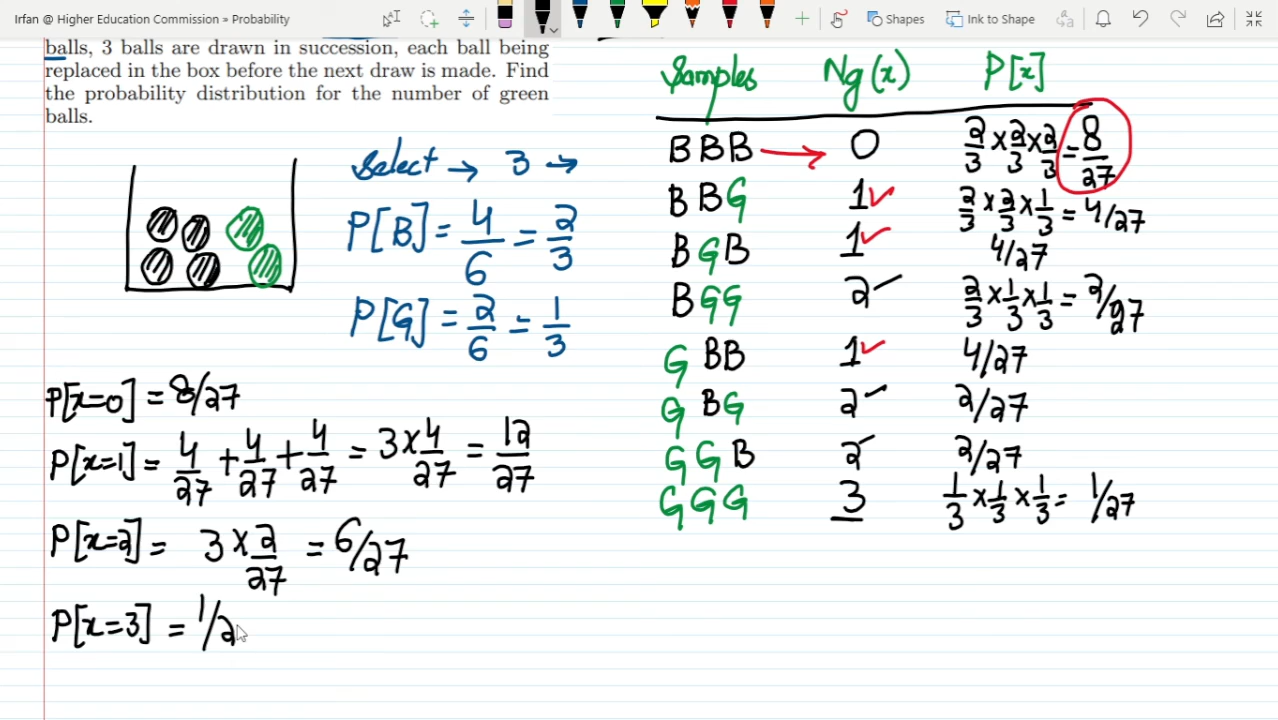 Irfan @ Higher Education Commission » Probability
Shapes
Ink to Shape
balls, 3 balls are drawn in succession, each ball being
replaced in the box before the next draw is made. Find
the probability distribution for the number of green
balls.
Select → 3 →
P[B] = 4/6 = 2/3
P[G] = 2/6 = 1/3
P[x=0] = 8/27
P[x=1] = 4/27 + 4/27 + 4/27 = 3 × 4/27 = 12/27
P[x=2] = 3 × 2/27 = 6/27
P[x=3] = 1/2
Samples Ng(x) P[x]
BBB → 0 2/3 × 2/3 × 2/3 = 8/27
BBG 1✓ 2/3 × 2/3 × 1/3 = 4/27
BGB 1✓ 4/27
BGG 2 2/3 × 1/3 × 1/3 = 2/27
GBB 1✓ 4/27
GBG 2 2/27
GGB 2 2/27
GGG 3 1/3 × 1/3 × 1/3 = 1/27